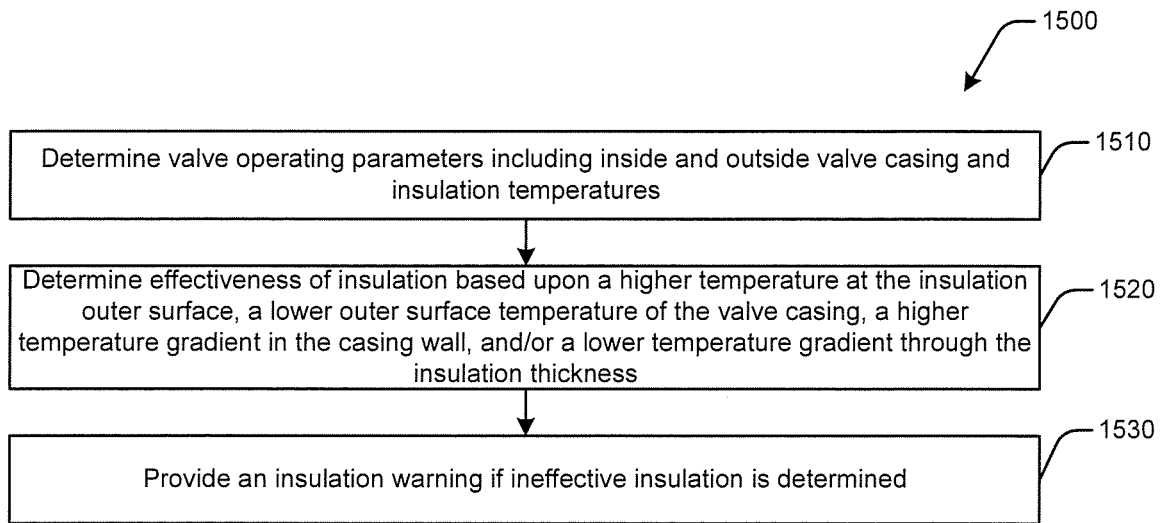 1500
Determine valve operating parameters including inside and outside valve casing and
insulation temperatures
1510
Determine effectiveness of insulation based upon a higher temperature at the insulation
outer surface, a lower outer surface temperature of the valve casing, a higher
temperature gradient in the casing wall, and/or a lower temperature gradient through the
insulation thickness
1520
Provide an insulation warning if ineffective insulation is determined
1530